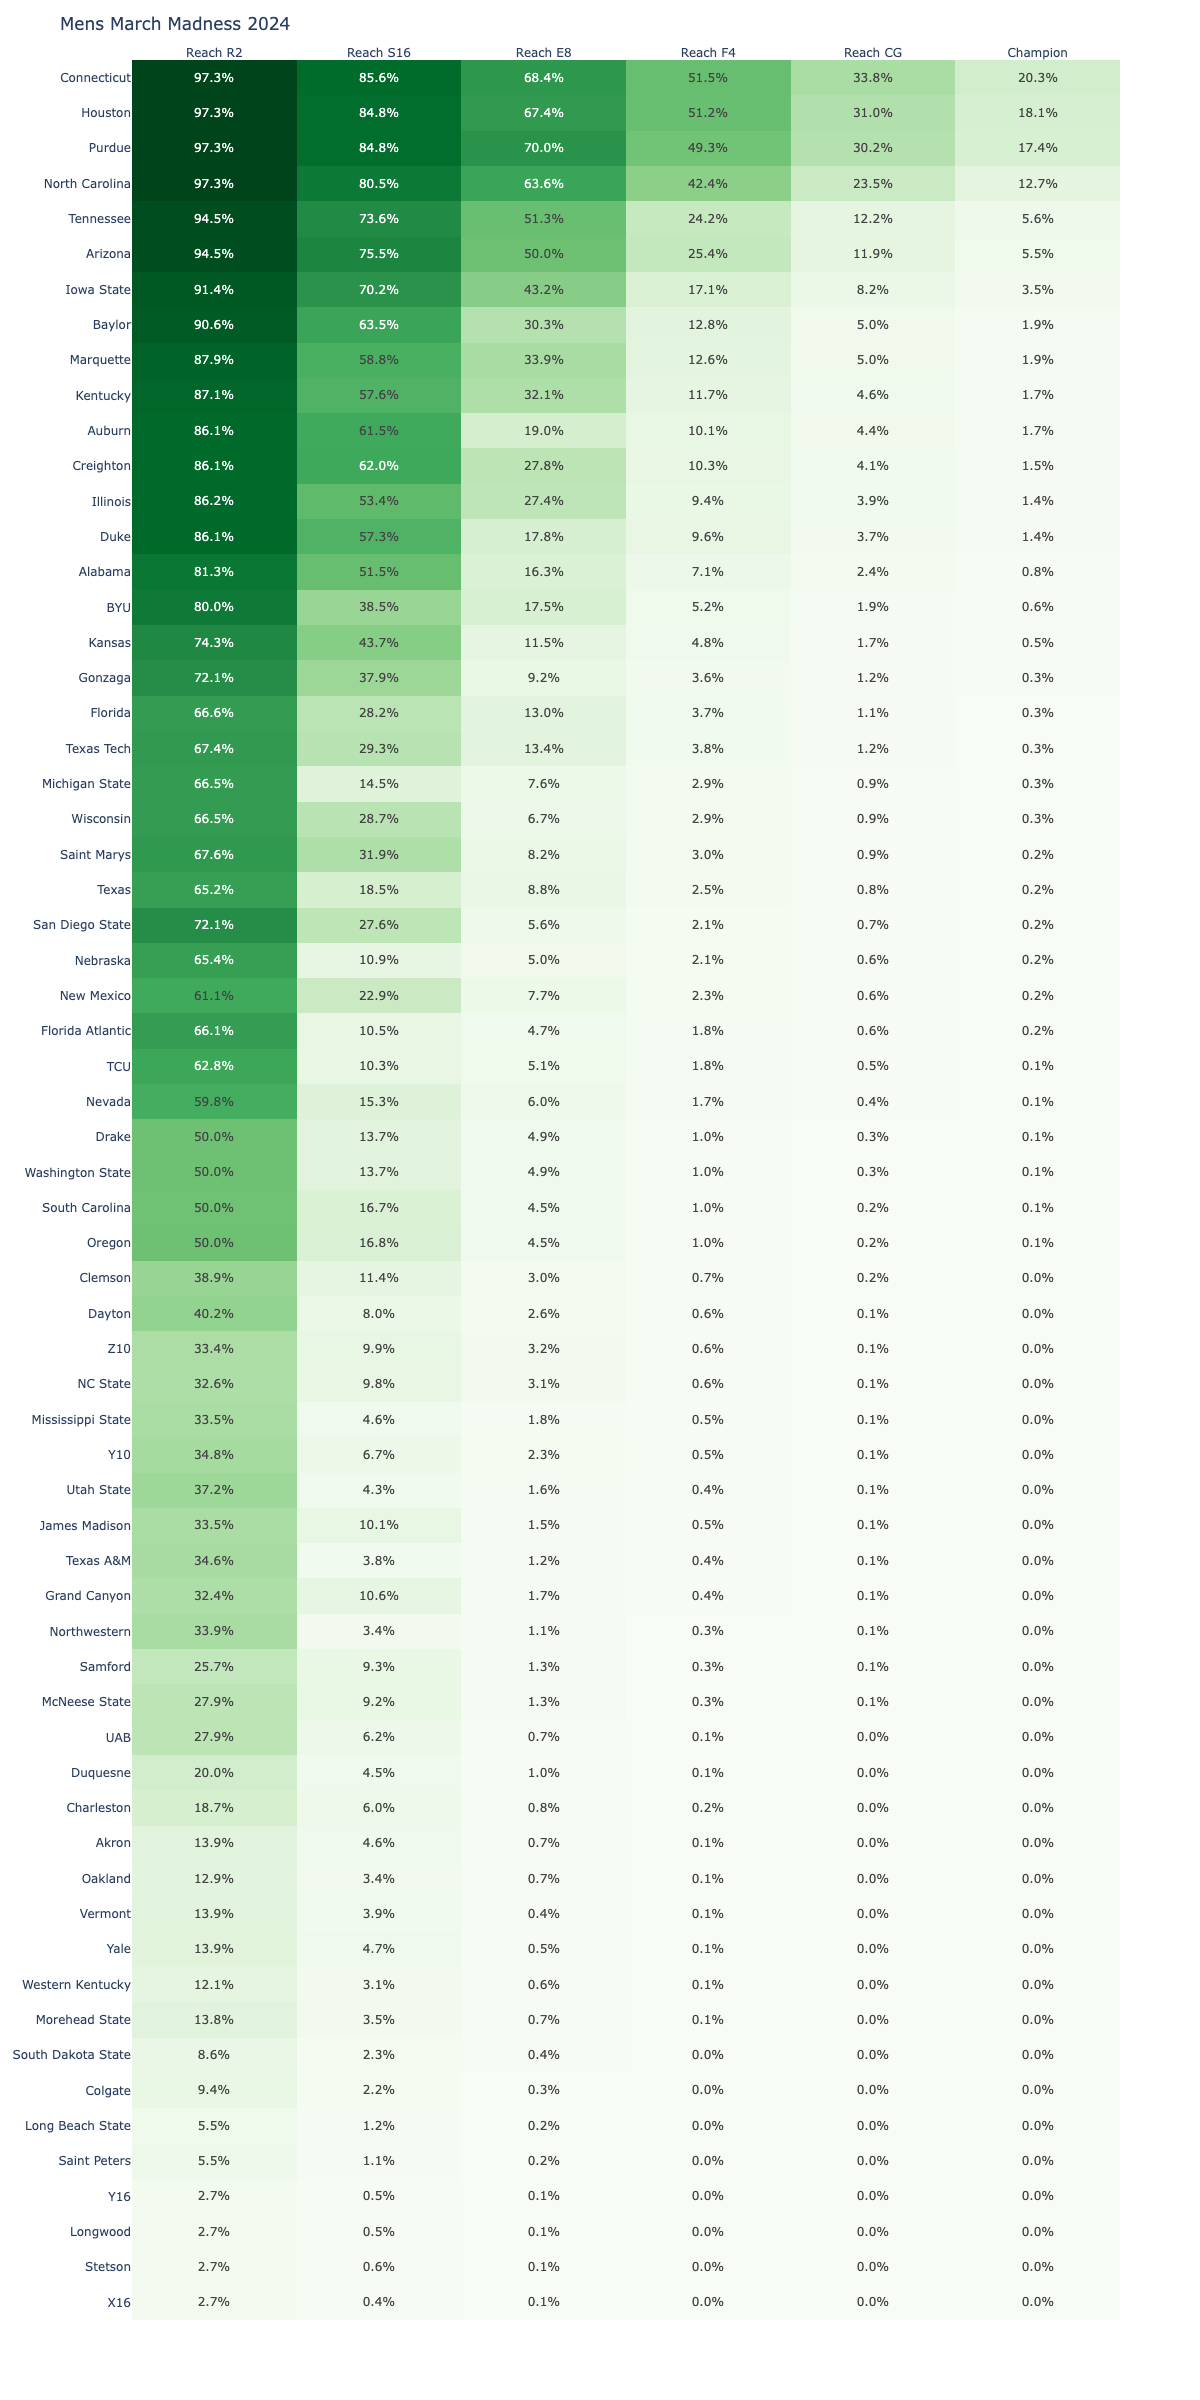 Mens March Madness 2024
Reach R2 Reach S16 Reach E8 Reach F4 Reach CG Champion
Connecticut 97.3% 85.6% 68.4% 51.5% 33.8% 20.3%
Houston 97.3% 84.8% 67.4% 51.2% 31.0% 18.1%
Purdue 97.3% 84.8% 70.0% 49.3% 30.2% 17.4%
North Carolina 97.3% 80.5% 63.6% 42.4% 23.5% 12.7%
Tennessee 94.5% 73.6% 51.3% 24.2% 12.2% 5.6%
Arizona 94.5% 75.5% 50.0% 25.4% 11.9% 5.5%
Iowa State 91.4% 70.2% 43.2% 17.1% 8.2% 3.5%
Baylor 90.6% 63.5% 30.3% 12.8% 5.0% 1.9%
Marquette 87.9% 58.8% 33.9% 12.6% 5.0% 1.9%
Kentucky 87.1% 57.6% 32.1% 11.7% 4.6% 1.7%
Auburn 86.1% 61.5% 19.0% 10.1% 4.4% 1.7%
Creighton 86.1% 62.0% 27.8% 10.3% 4.1% 1.5%
Illinois 86.2% 53.4% 27.4% 9.4% 3.9% 1.4%
Duke 86.1% 57.3% 17.8% 9.6% 3.7% 1.4%
Alabama 81.3% 51.5% 16.3% 7.1% 2.4% 0.8%
BYU 80.0% 38.5% 17.5% 5.2% 1.9% 0.6%
Kansas 74.3% 43.7% 11.5% 4.8% 1.7% 0.5%
Gonzaga 72.1% 37.9% 9.2% 3.6% 1.2% 0.3%
Florida 66.6% 28.2% 13.0% 3.7% 1.1% 0.3%
Texas Tech 67.4% 29.3% 13.4% 3.8% 1.2% 0.3%
Michigan State 66.5% 14.5% 7.6% 2.9% 0.9% 0.3%
Wisconsin 66.5% 28.7% 6.7% 2.9% 0.9% 0.3%
Saint Marys 67.6% 31.9% 8.2% 3.0% 0.9% 0.2%
Texas 65.2% 18.5% 8.8% 2.5% 0.8% 0.2%
San Diego State 72.1% 27.6% 5.6% 2.1% 0.7% 0.2%
Nebraska 65.4% 10.9% 5.0% 2.1% 0.6% 0.2%
New Mexico 61.1% 22.9% 7.7% 2.3% 0.6% 0.2%
Florida Atlantic 66.1% 10.5% 4.7% 1.8% 0.6% 0.2%
TCU 62.8% 10.3% 5.1% 1.8% 0.5% 0.1%
Nevada 59.8% 15.3% 6.0% 1.7% 0.4% 0.1%
Drake 50.0% 13.7% 4.9% 1.0% 0.3% 0.1%
Washington State 50.0% 13.7% 4.9% 1.0% 0.3% 0.1%
South Carolina 50.0% 16.7% 4.5% 1.0% 0.2% 0.1%
Oregon 50.0% 16.8% 4.5% 1.0% 0.2% 0.1%
Clemson 38.9% 11.4% 3.0% 0.7% 0.2% 0.0%
Dayton 40.2% 8.0% 2.6% 0.6% 0.1% 0.0%
Z10 33.4% 9.9% 3.2% 0.6% 0.1% 0.0%
NC State 32.6% 9.8% 3.1% 0.6% 0.1% 0.0%
Mississippi State 33.5% 4.6% 1.8% 0.5% 0.1% 0.0%
Y10 34.8% 6.7% 2.3% 0.5% 0.1% 0.0%
Utah State 37.2% 4.3% 1.6% 0.4% 0.1% 0.0%
James Madison 33.5% 10.1% 1.5% 0.5% 0.1% 0.0%
Texas A&M 34.6% 3.8% 1.2% 0.4% 0.1% 0.0%
Grand Canyon 32.4% 10.6% 1.7% 0.4% 0.1% 0.0%
Northwestern 33.9% 3.4% 1.1% 0.3% 0.1% 0.0%
Samford 25.7% 9.3% 1.3% 0.3% 0.1% 0.0%
McNeese State 27.9% 9.2% 1.3% 0.3% 0.1% 0.0%
UAB 27.9% 6.2% 0.7% 0.1% 0.0% 0.0%
Duquesne 20.0% 4.5% 1.0% 0.1% 0.0% 0.0%
Charleston 18.7% 6.0% 0.8% 0.2% 0.0% 0.0%
Akron 13.9% 4.6% 0.7% 0.1% 0.0% 0.0%
Oakland 12.9% 3.4% 0.7% 0.1% 0.0% 0.0%
Vermont 13.9% 3.9% 0.4% 0.1% 0.0% 0.0%
Yale 13.9% 4.7% 0.5% 0.1% 0.0% 0.0%
Western Kentucky 12.1% 3.1% 0.6% 0.1% 0.0% 0.0%
Morehead State 13.8% 3.5% 0.7% 0.1% 0.0% 0.0%
South Dakota State 8.6% 2.3% 0.4% 0.0% 0.0% 0.0%
Colgate 9.4% 2.2% 0.3% 0.0% 0.0% 0.0%
Long Beach State 5.5% 1.2% 0.2% 0.0% 0.0% 0.0%
Saint Peters 5.5% 1.1% 0.2% 0.0% 0.0% 0.0%
Y16 2.7% 0.5% 0.1% 0.0% 0.0% 0.0%
Longwood 2.7% 0.5% 0.1% 0.0% 0.0% 0.0%
Stetson 2.7% 0.6% 0.1% 0.0% 0.0% 0.0%
X16 2.7% 0.4% 0.1% 0.0% 0.0% 0.0%